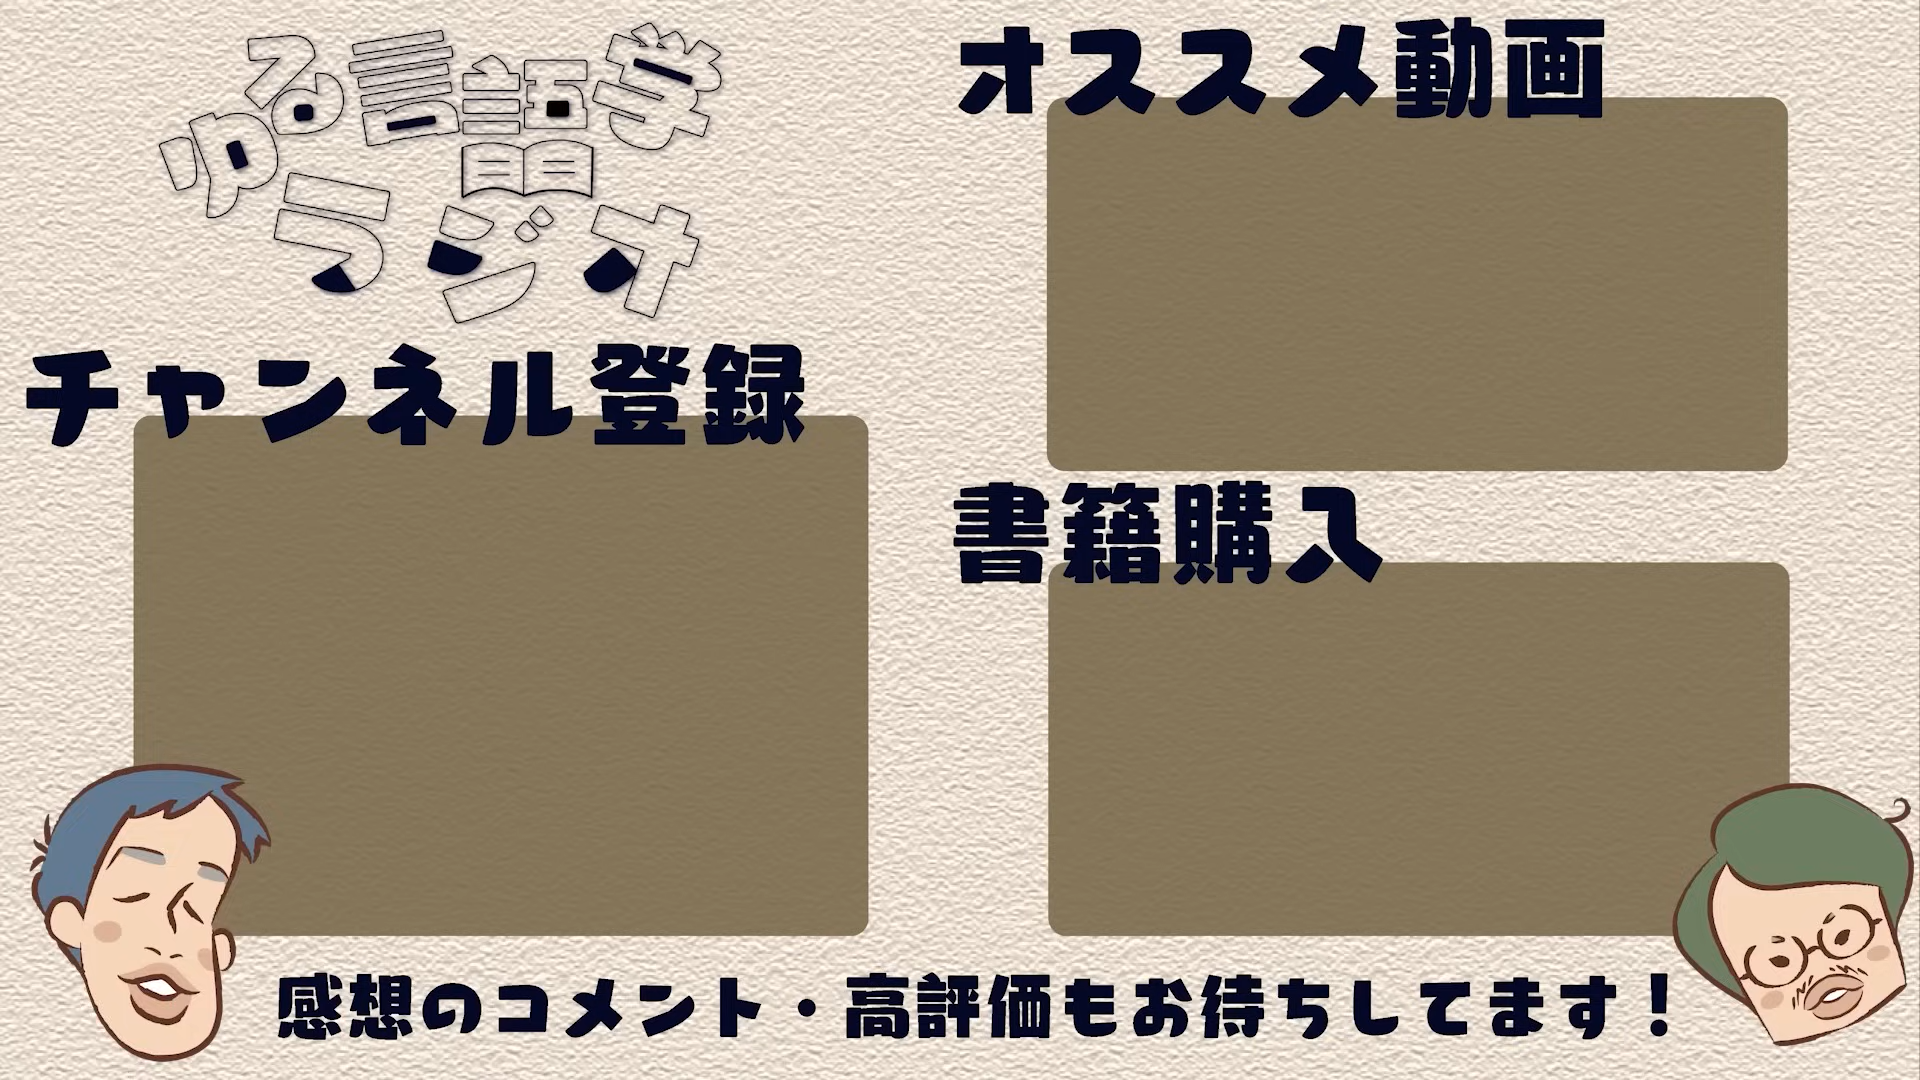 ゆる言語学
ラジオ
チャンネル登録
オススメ動画
書籍購入
感想のコメント・高評価もお待ちしてます!